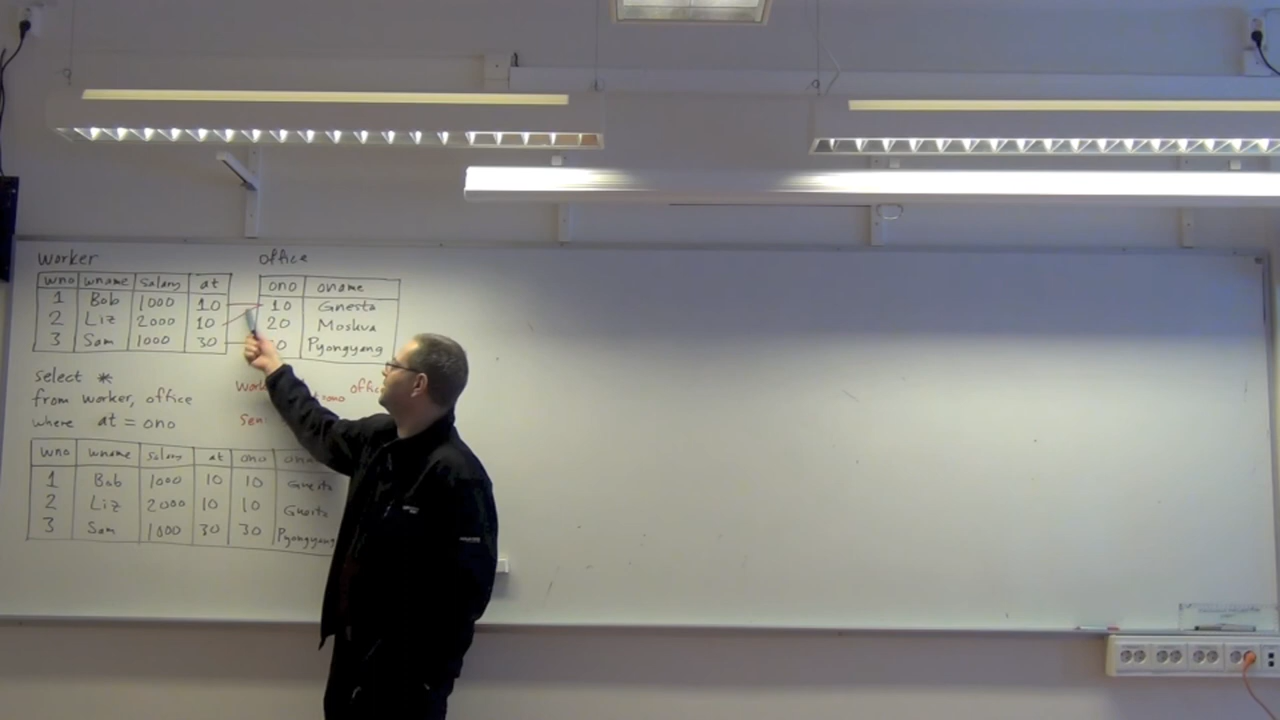 worker office
wno wname salary at ono oname
1 Bob 1000 10 10 Gnesta
2 Liz 2000 10 20 Moskva
3 Sam 1000 30 Pyongyang
select *
from worker, office
where at = ono
wno wname salary at ono
1 Bob 1000 10 10 Gnesta
2 Liz 2000 10 10 Gnesta
3 Sam 1000 30 30 Pyongyang